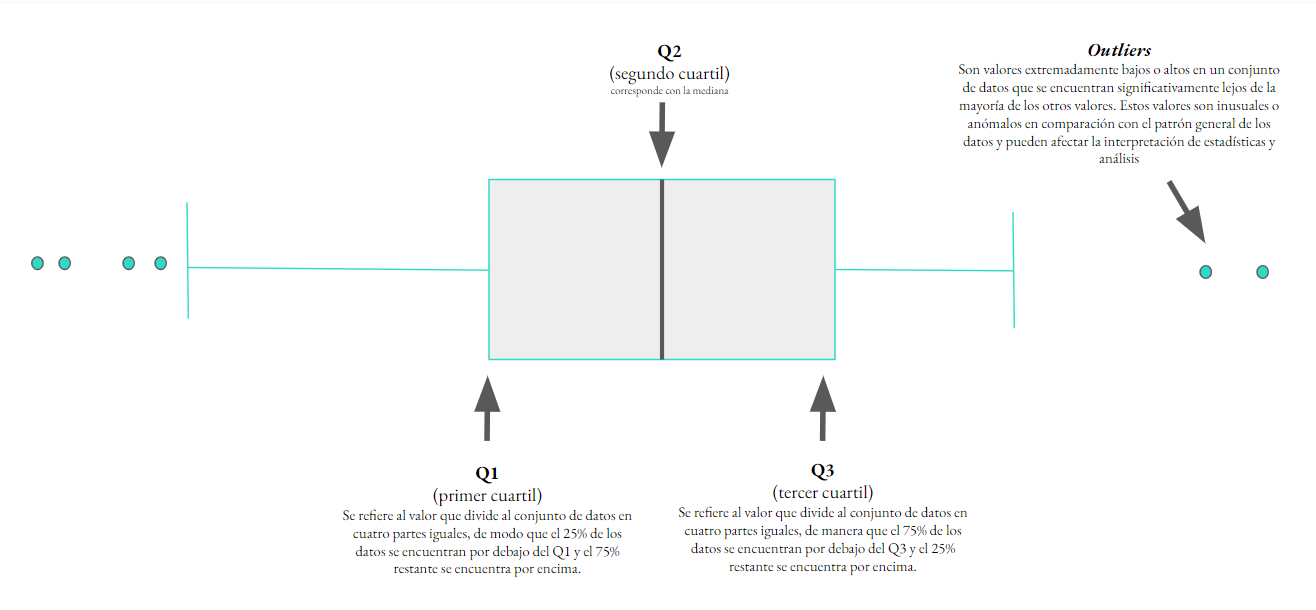 Q2
(segundo cuartil)
corresponde con la mediana
Outliers
Son valores extremadamente bajos o altos en un conjunto
de datos que se encuentran significativamente lejos de la
mayoría de los otros valores. Estos valores son inusuales o
anómalos en comparación con el patrón general de los
datos y pueden afectar la interpretación de estadísticas y
análisis
Q1
(primer cuartil)
Se refiere al valor que divide al conjunto de datos en
cuatro partes iguales, de modo que el 25% de los
datos se encuentran por debajo del Q1 y el 75%
restante se encuentra por encima.
Q3
(tercer cuartil)
Se refiere al valor que divide al conjunto de datos en
cuatro partes iguales, de manera que el 75% de los
datos se encuentran por debajo del Q3 y el 25%
restante se encuentra por encima.